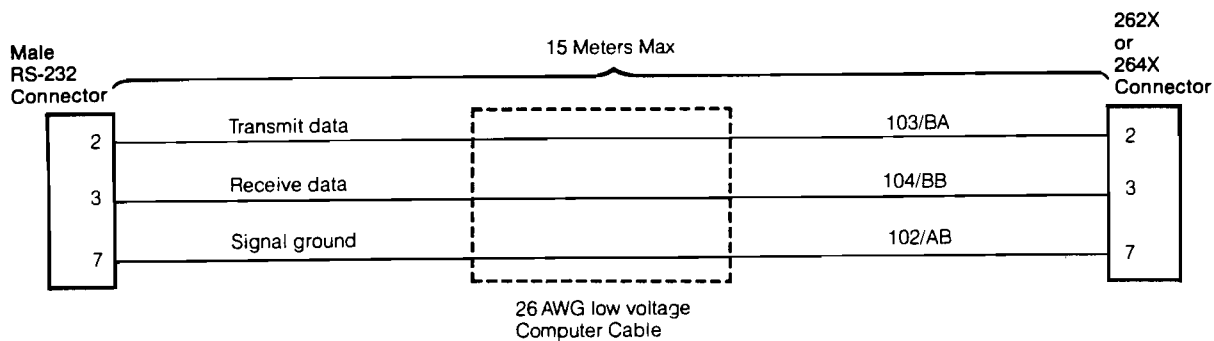 Male
RS-232
Connector
15 Meters Max
262X
or
264X
Connector
2 Transmit data 103/BA 2
3 Receive data 104/BB 3
7 Signal ground 102/AB 7
26 AWG low voltage
Computer Cable